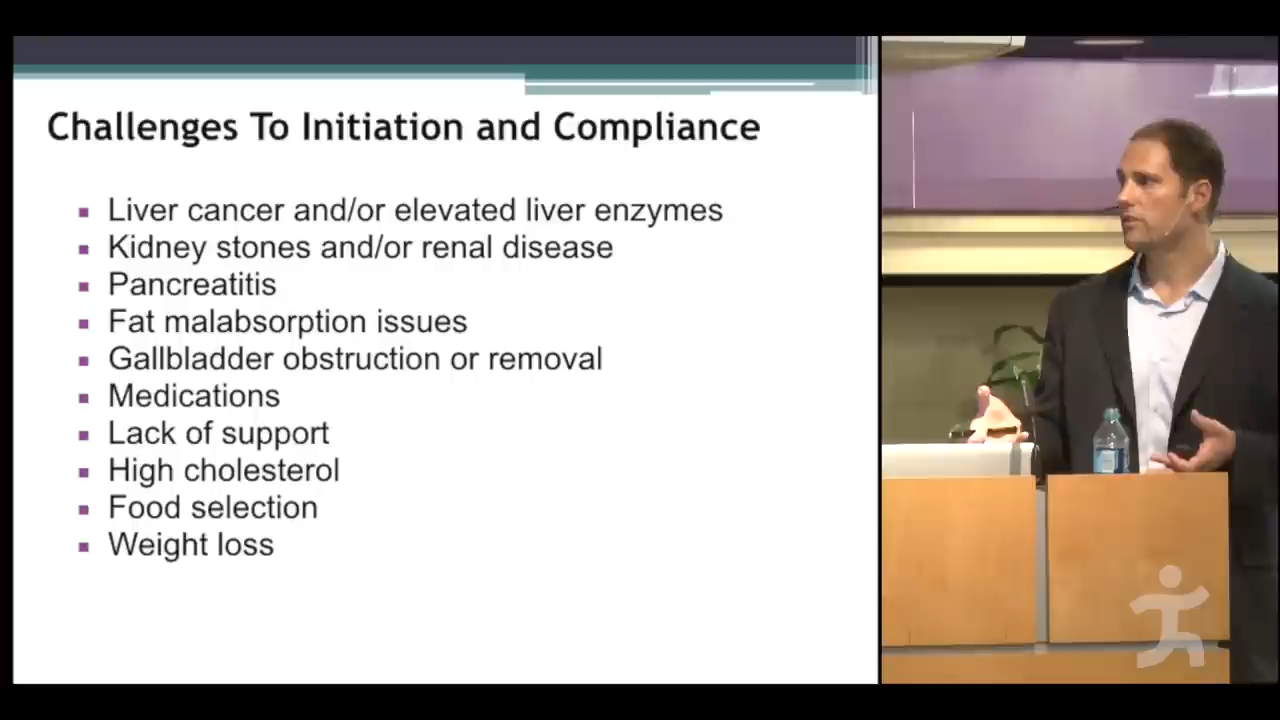 Challenges To Initiation and Compliance
Liver cancer and/or elevated liver enzymes
Kidney stones and/or renal disease
Pancreatitis
Fat malabsorption issues
Gallbladder obstruction or removal
Medications
Lack of support
High cholesterol
Food selection
Weight loss